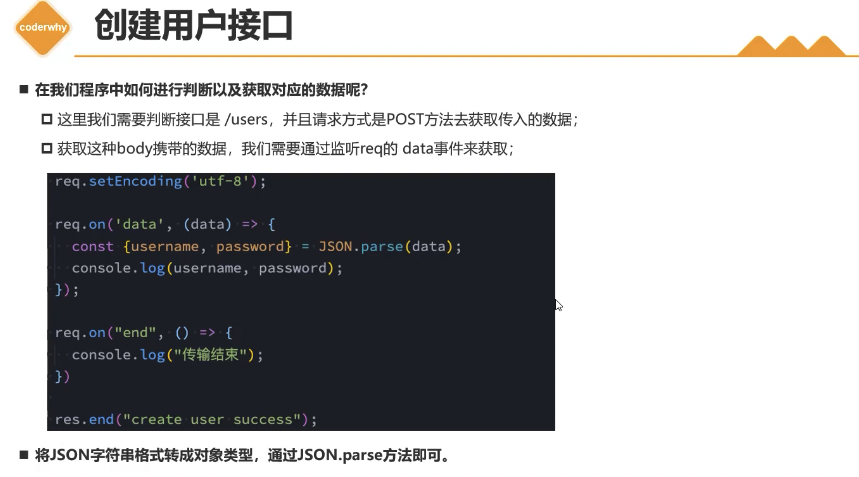 coderwhy
创建用户接口
在我们程序中如何进行判断以及获取对应的数据呢?
这里我们需要判断接口是 /users，并且请求方式是POST方法去获取传入的数据；
获取这种body携带的数据，我们需要通过监听req的 data事件来获取；
req.setEncoding('utf-8');
req.on('data', (data) => {
const {username, password} = JSON.parse(data);
console.log(username, password);
});
req.on("end", () => {
console.log("传输结束");
})
res.end("create user success");
将JSON字符串格式转成对象类型，通过JSON.parse方法即可。